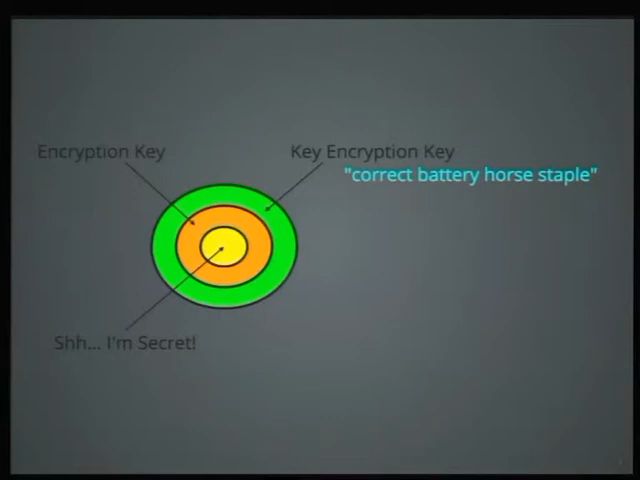 Encryption Key
Key Encryption Key
"correct battery horse staple"
Shh... I'm Secret!